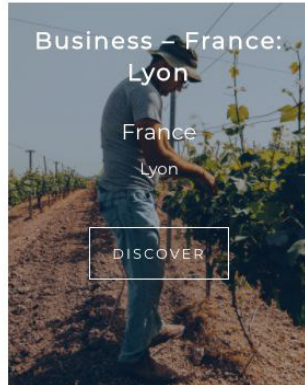 Business – France:
Lyon
France
Lyon
DISCOVER